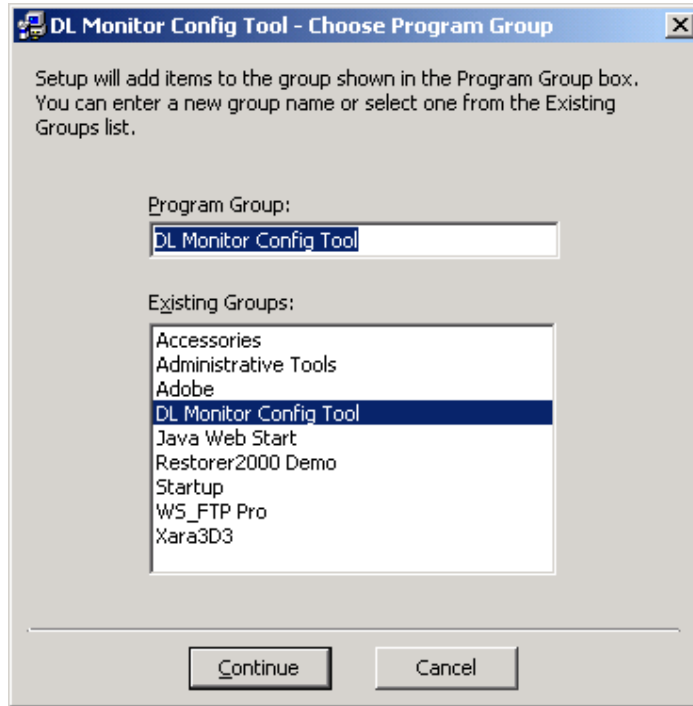 DL Monitor Config Tool - Choose Program Group
Setup will add items to the group shown in the Program Group box.
You can enter a new group name or select one from the Existing
Groups list.
Program Group:
DL Monitor Config Tool
Existing Groups:
Accessories
Administrative Tools
Adobe
DL Monitor Config Tool
Java Web Start
Restorer2000 Demo
Startup
WS_FTP Pro
Xara3D3
Continue
Cancel